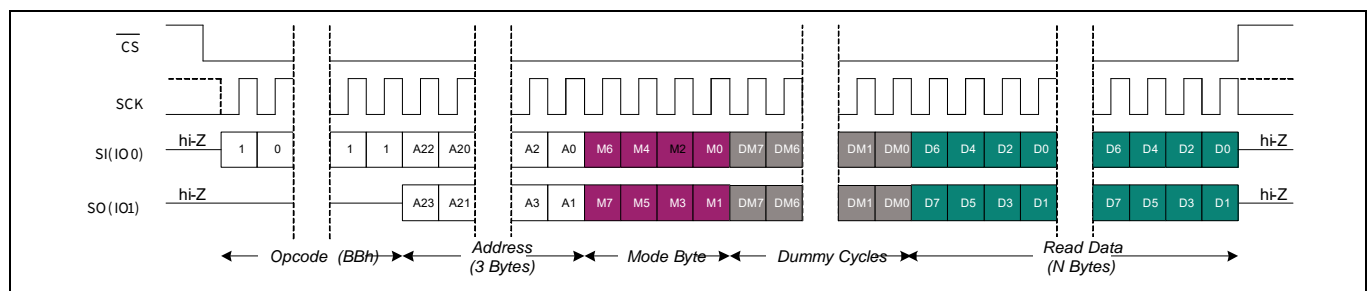 CS
SCK
SI(IO0) hi-Z 1 0 1 1 A22 A20 A2 A0 M6 M4 M2 M0 DM7 DM6 DM1 DM0 D6 D4 D2 D0 D6 D4 D2 D0 hi-Z
SO(IO1) hi-Z A23 A21 A3 A1 M7 M5 M3 M1 DM7 DM6 DM1 DM0 D7 D5 D3 D1 D7 D5 D3 D1 hi-Z
Opcode (BBh) Address (3 Bytes) Mode Byte Dummy Cycles Read Data (N Bytes)